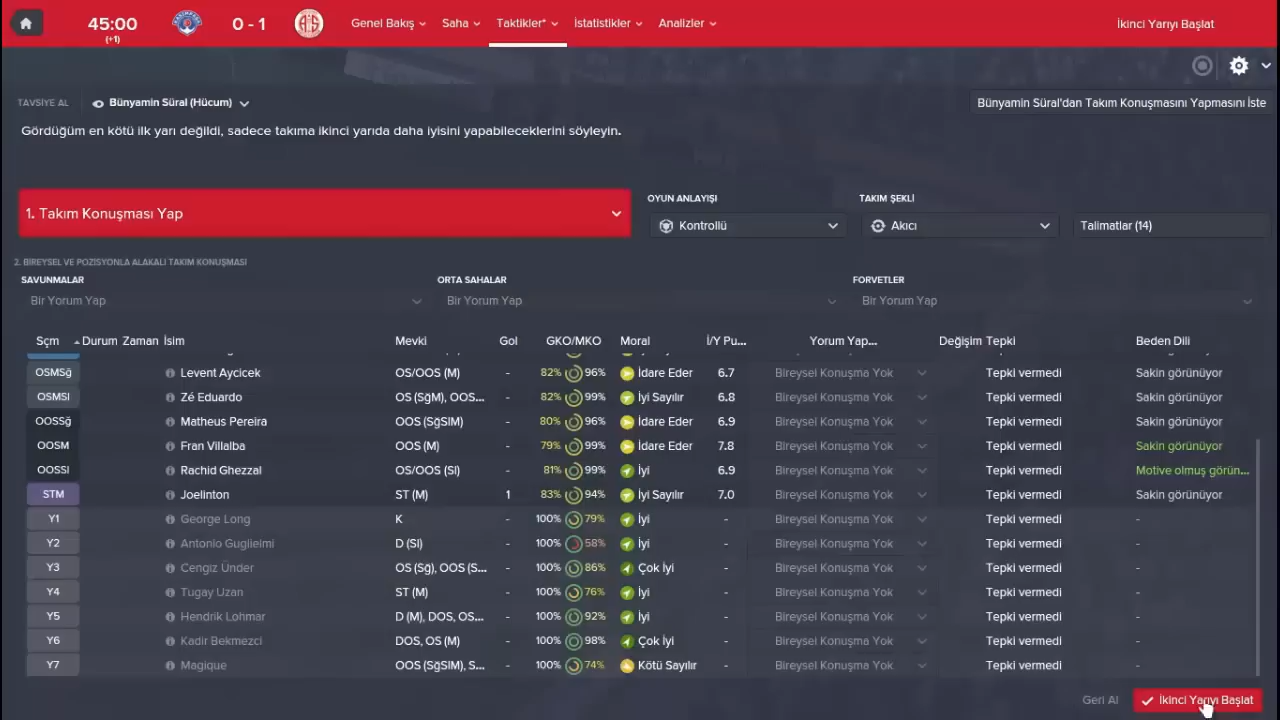 45:00
(+1)
0 - 1
Genel Bakış
Saha
Taktikler*
İstatistikler
Analizler
İkinci Yarıyı Başlat
TAVSİYE AL
Bünyamin Süral (Hücum)
Bünyamin Süral'dan Takım Konuşmasını Yapmasını İste
Gördüğüm en kötü ilk yarı değildi, sadece takıma ikinci yarıda daha iyisini yapabileceklerini söyleyin.
OYUN ANLAYIŞI
TAKIM ŞEKLİ
1. Takım Konuşması Yap
Kontrollü
Akıcı
Talimatlar (14)
2. BİREYSEL VE POZİSYONLA ALAKALI TAKIM KONUŞMASI
SAVUNMALAR
ORTA SAHALAR
FORVETLER
Bir Yorum Yap
Bir Yorum Yap
Bir Yorum Yap
Sçm Durum Zaman İsim Mevki Gol GKO/MKO Moral İ/Y Pu... Yorum Yap... Değişim Tepki Beden Dili
OSMSğ Levent Aycicek OS/OOS (M) - 82% 96% İdare Eder 6.7 Bireysel Konuşma Yok Tepki vermedi Sakin görünüyor
OSMSl Zé Eduardo OS (SğM), OOS... - 82% 99% İyi Sayılır 6.8 Bireysel Konuşma Yok Tepki vermedi Sakin görünüyor
OOSSğ Matheus Pereira OOS (SğSlM) - 80% 96% İdare Eder 6.9 Bireysel Konuşma Yok Tepki vermedi Sakin görünüyor
OOSM Fran Villalba OOS (M) - 79% 99% İdare Eder 7.8 Bireysel Konuşma Yok Tepki vermedi Sakin görünüyor
OOSSl Rachid Ghezzal OS/OOS (Sl) - 81% 99% İyi 6.9 Bireysel Konuşma Yok Tepki vermedi Motive olmuş görün...
STM Joelinton ST (M) 1 83% 94% İyi Sayılır 7.0 Bireysel Konuşma Yok Tepki vermedi Sakin görünüyor
Y1 George Long K - 100% 79% İyi - Bireysel Konuşma Yok Tepki vermedi -
Y2 Antonio Guglielmi D (Sl) - 100% 58% İyi - Bireysel Konuşma Yok Tepki vermedi -
Y3 Cengiz Ünder OS (Sğ), OOS (S... - 100% 86% Çok İyi - Bireysel Konuşma Yok Tepki vermedi -
Y4 Tugay Uzan ST (M) - 100% 76% İyi - Bireysel Konuşma Yok Tepki vermedi -
Y5 Hendrik Lohmar D (M), DOS, OS... - 100% 92% İyi - Bireysel Konuşma Yok Tepki vermedi -
Y6 Kadir Bekmezci DOS, OS (M) - 100% 98% Çok İyi - Bireysel Konuşma Yok Tepki vermedi -
Y7 Magique OOS (SğSlM), S... - 100% 74% Kötü Sayılır - Bireysel Konuşma Yok Tepki vermedi -
Geri Al
İkinci Yarıyı Başlat